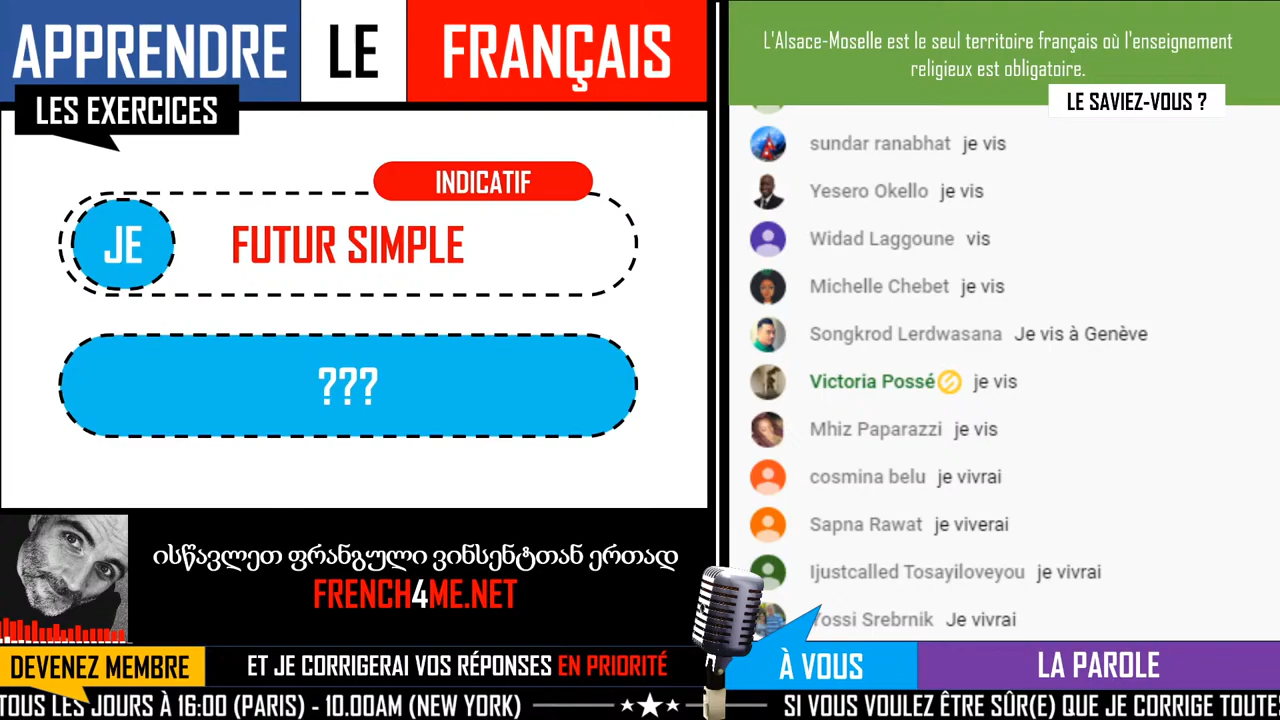 APPRENDRE LE FRANÇAIS
LES EXERCICES
INDICATIF
JE FUTUR SIMPLE
???
ისწავლეთ ფრანგული ვინსენტთან ერთად
FRENCH4ME.NET
DEVENEZ MEMBRE
ET JE CORRIGERAI VOS RÉPONSES EN PRIORITÉ
L'Alsace-Moselle est le seul territoire français où l'enseignement
religieux est obligatoire.
LE SAVIEZ-VOUS ?
sundar ranabhat je vis
Yesero Okello je vis
Widad Laggoune vis
Michelle Chebet je vis
Songkrod Lerdwasana Je vis à Genève
Victoria Possé je vis
Mhiz Paparazzi je vis
cosmina belu je vivrai
Sapna Rawat je viverai
Ijustcalled Tosayiloveyou je vivrai
Yossi Srebrnik Je vivrai
À VOUS LA PAROLE
TOUS LES JOURS À 16:00 (PARIS) - 10.00AM (NEW YORK) SI VOUS VOULEZ ÊTRE SÛR(E) QUE JE CORRIGE TOUTE